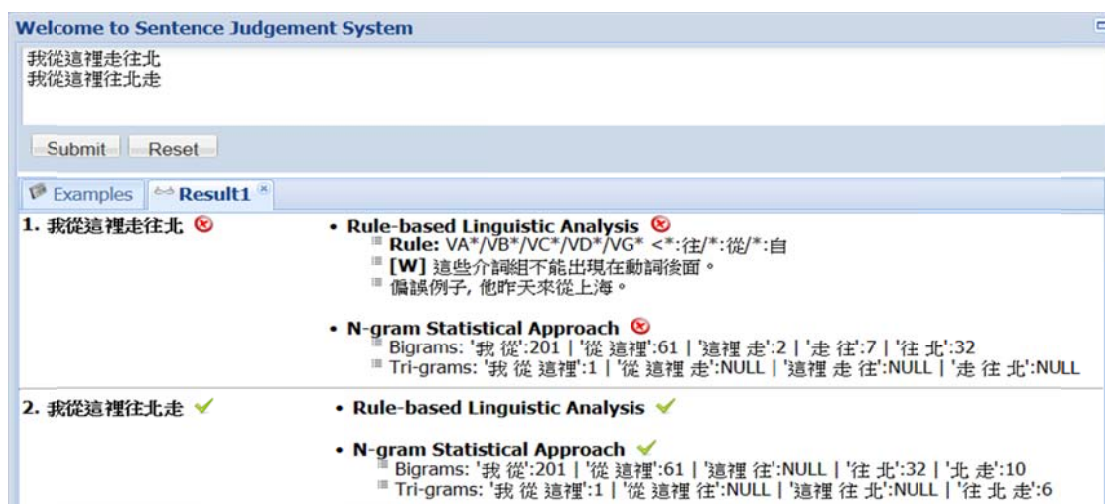 Welcome to Sentence Judgement System
我從這裡走往北
我從這裡往北走
Submit Reset
Examples Result1
1. 我從這裡走往北 • Rule-based Linguistic Analysis
Rule: VA*/VB*/VC*/VD*/VG* <*:往/*:從/*:自
[W] 這些介詞組不能出現在動詞後面。
偏誤例子, 他昨天來從上海。
• N-gram Statistical Approach
Bigrams: '我 從':201 | '從 這裡':61 | '這裡 走':2 | '走 往':7 | '往 北':32
Tri-grams: '我 從 這裡':1 | '從 這裡 走':NULL | '這裡 走 往':NULL | '走 往 北':NULL
2. 我從這裡往北走 • Rule-based Linguistic Analysis
• N-gram Statistical Approach
Bigrams: '我 從':201 | '從 這裡':61 | '這裡 往':NULL | '往 北':32 | '北 走':10
Tri-grams: '我 從 這裡':1 | '從 這裡 往':NULL | '這裡 往 北':NULL | '往 北 走':6